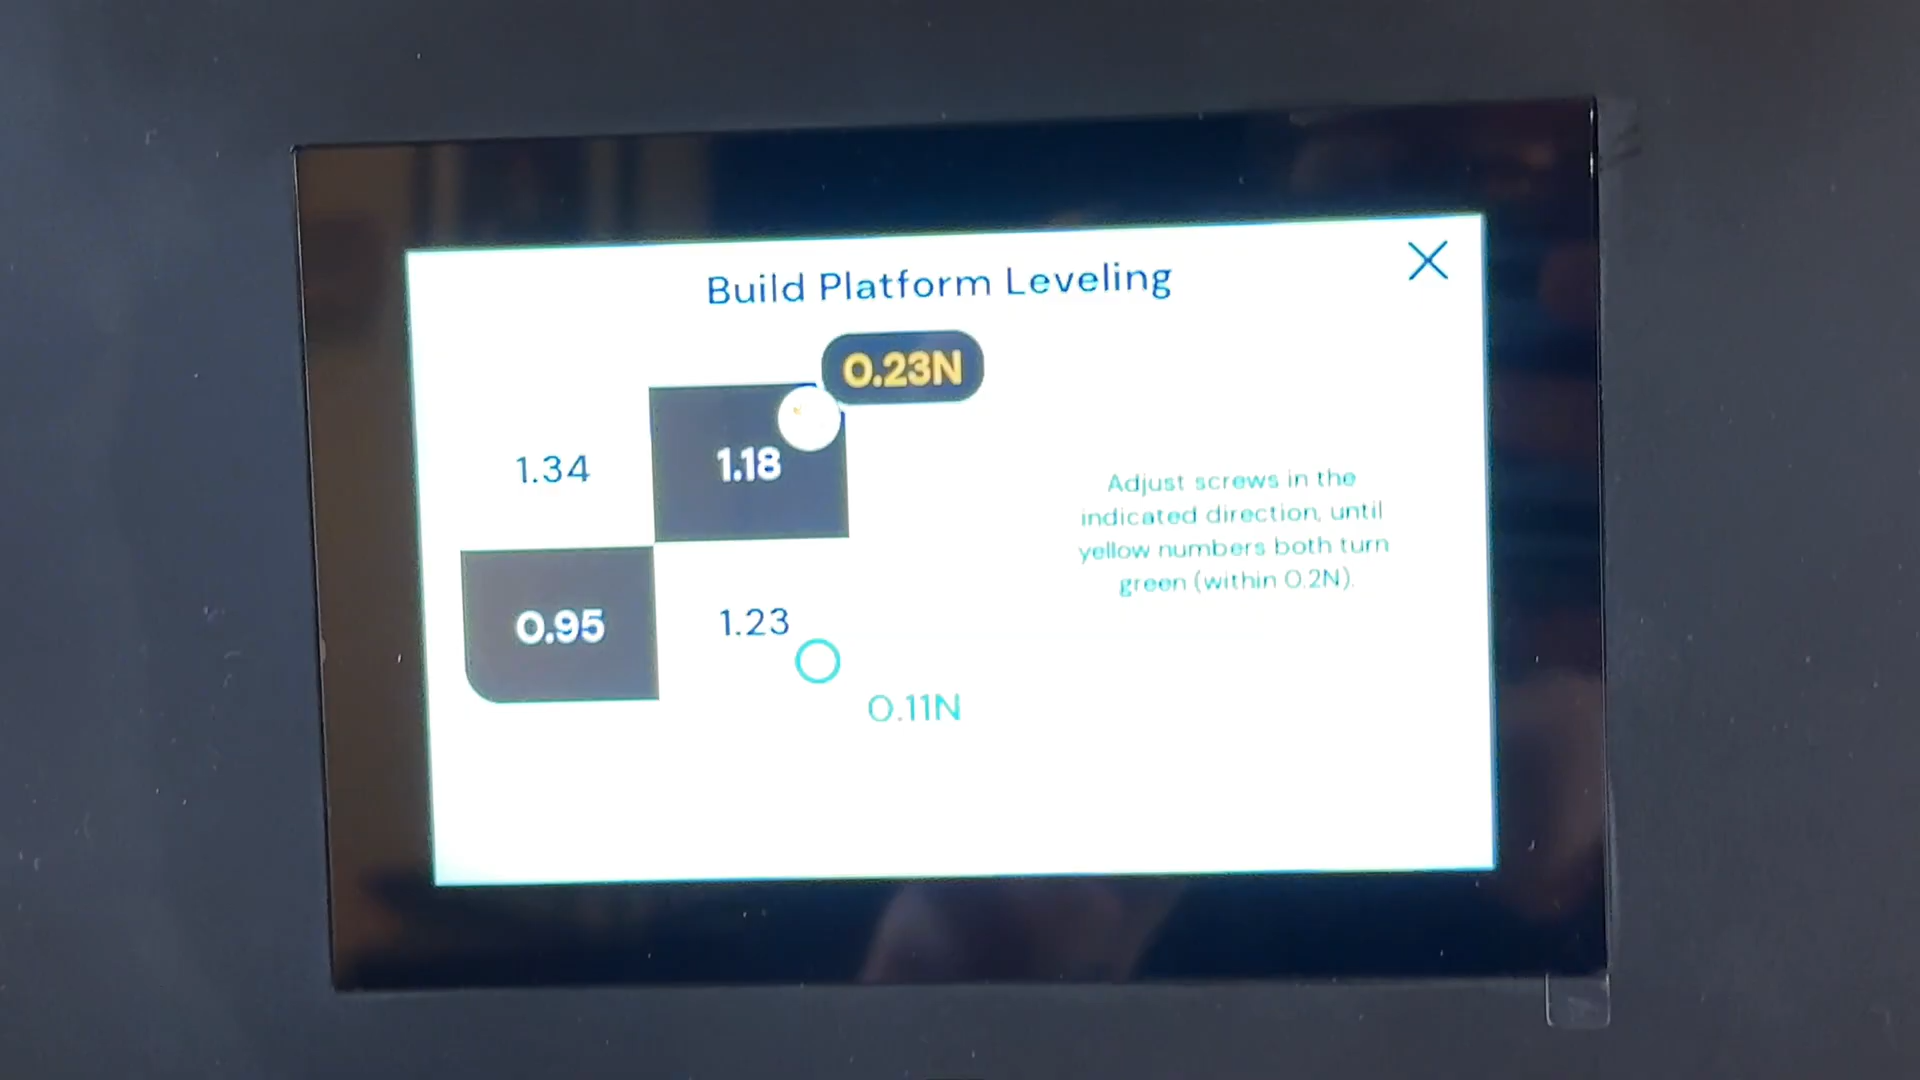 Build Platform Leveling
0.23N
1.34
1.18
Adjust screws in the
indicated direction, until
yellow numbers both turn
green (within 0.2N).
0.95
1.23
0.11N